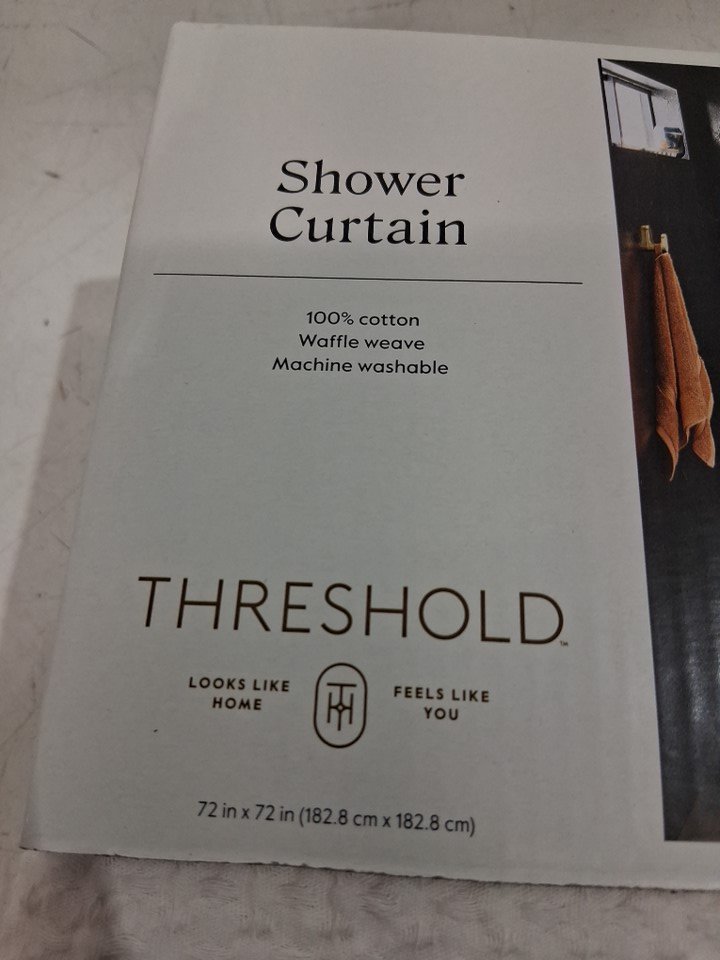 Shower
Curtain
100% cotton
Waffle weave
Machine washable
THRESHOLD™
LOOKS LIKE
HOME
FEELS LIKE
YOU
72 in x 72 in (182.8 cm x 182.8 cm)